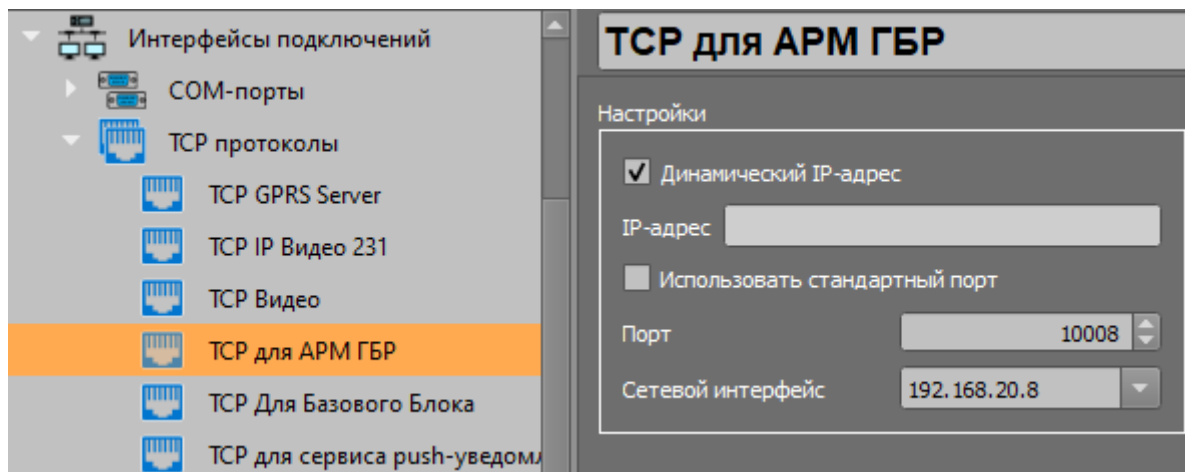 Интерфейсы подключений
COM-порты
TCP протоколы
TCP GPRS Server
TCP IP Видео 231
TCP Видео
TCP для АРМ ГБР
TCP Для Базового Блока
TCP для сервиса push-уведомл
TCP для АРМ ГБР
Настройки
Динамический IP-адрес
IP-адрес
Использовать стандартный порт
Порт 10008
Сетевой интерфейс 192.168.20.8